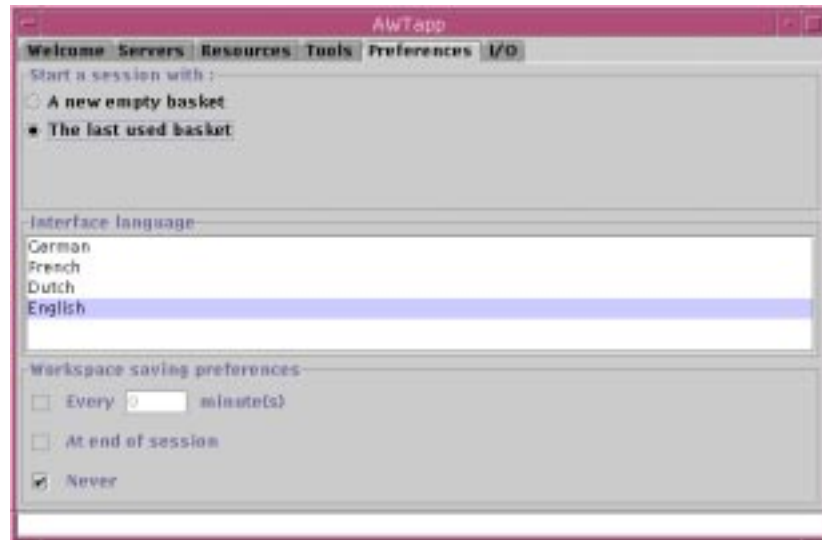 AWTapp
Welcome Servers Resources Tools Preferences I/O
Start a session with :
A new empty basket
The last used basket
Interface language
German
French
Dutch
English
Workspace saving preferences
Every 0 minute(s)
At end of session
Never